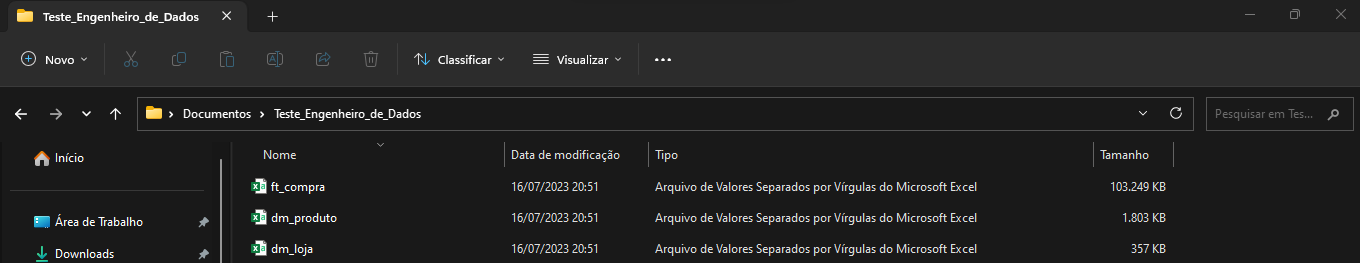 Teste_Engenheiro_de_Dados
Novo Classificar Visualizar
Documentos Teste_Engenheiro_de_Dados Pesquisar em Tes...
Início
Área de Trabalho
Downloads
Nome Data de modificação Tipo Tamanho
ft_compra 16/07/2023 20:51 Arquivo de Valores Separados por Vírgulas do Microsoft Excel 103.249 KB
dm_produto 16/07/2023 20:51 Arquivo de Valores Separados por Vírgulas do Microsoft Excel 1.803 KB
dm_loja 16/07/2023 20:51 Arquivo de Valores Separados por Vírgulas do Microsoft Excel 357 KB